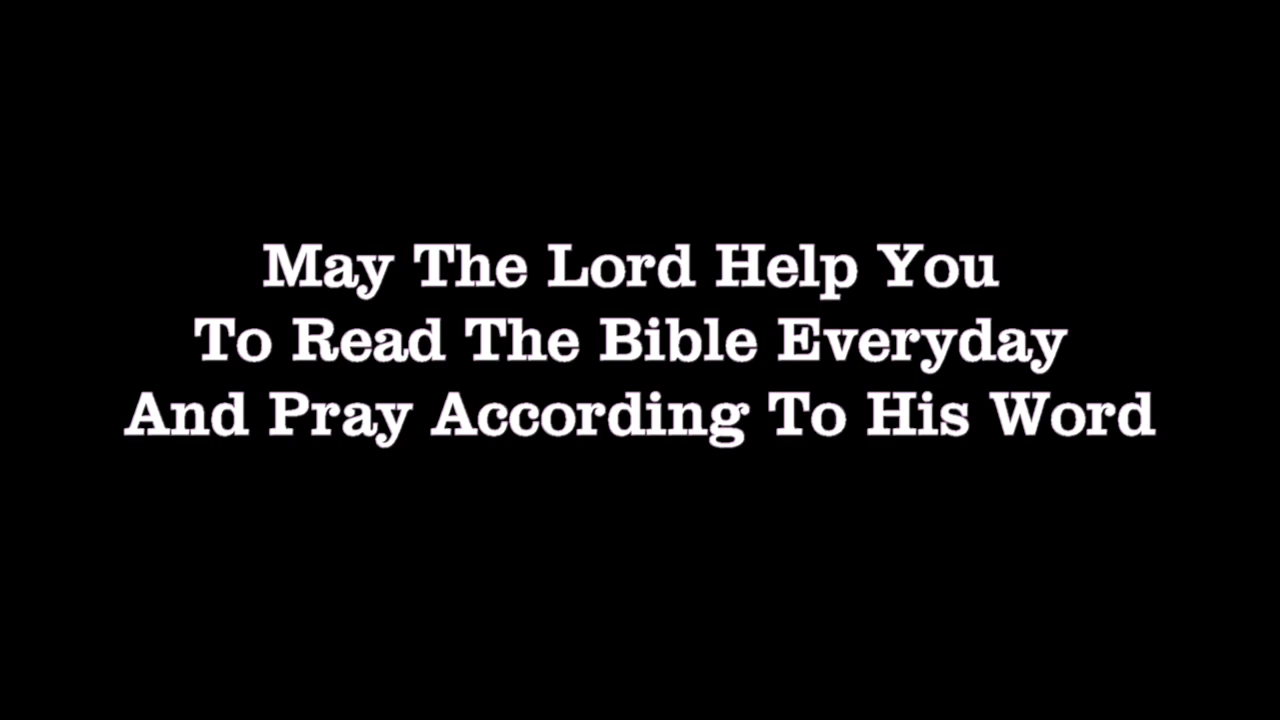 May The Lord Help You
To Read The Bible Everyday
And Pray According To His Word